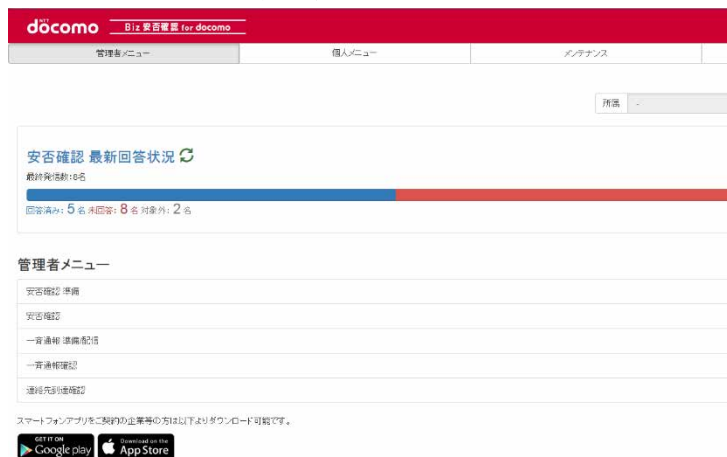 NTT
döcomo Biz 安否確認 for docomo
管理者メニュー 個人メニュー メンテナンス
所属 -
安否確認 最新回答状況
最終発信数:6名
回答済み: 5 名 未回答: 8 名 対象外: 2 名
管理者メニュー
安否確認 準備
安否確認
一斉通報 準備/配信
一斉通報確認
連絡先到達確認
スマートフォンアプリをご契約の企業等の方は以下よりダウンロード可能です。
GET IT ON Google play Download on the App Store